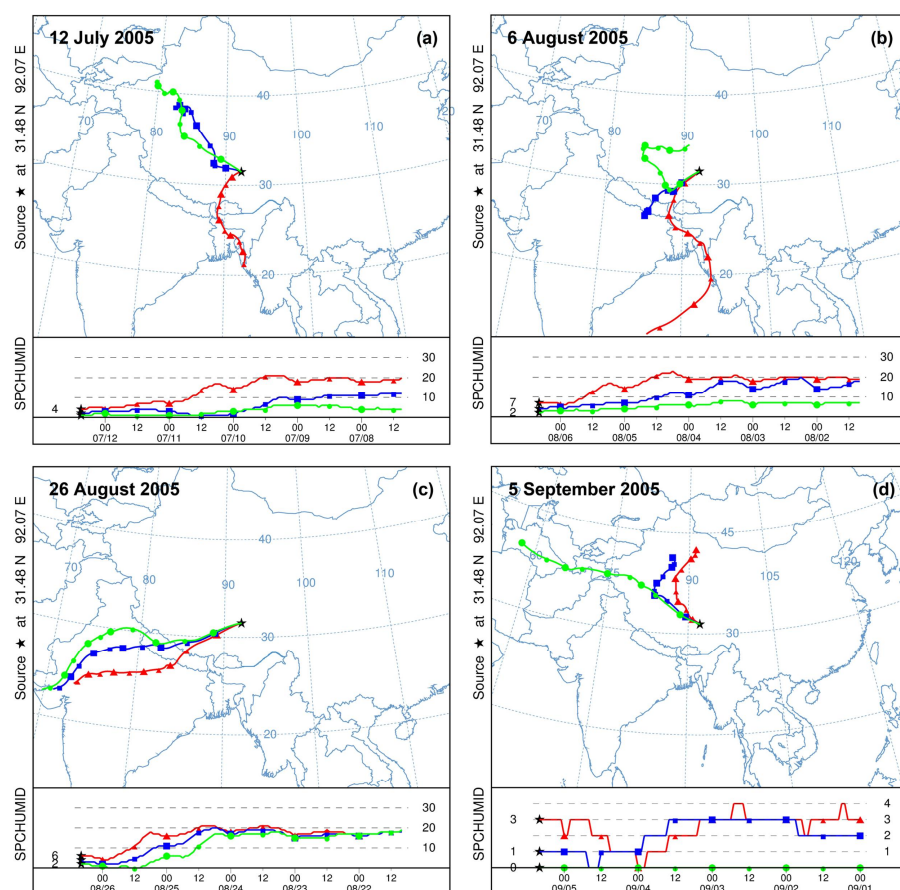 12 July 2005 (a)
Source ★ at 31.48 N 92.07 E
40
110
120
70
80
90
100
30
20
SPCHUMID
30
20
10
4
00 12 00 12 00 12 00 12 00 12
07/12 07/11 07/10 07/09 07/08
6 August 2005 (b)
Source ★ at 31.48 N 92.07 E
40
110
70
80
90
100
30
20
SPCHUMID
30
20
10
7
2
00 12 00 12 00 12 00 12 00 12
08/06 08/05 08/04 08/03 08/02
26 August 2005 (c)
Source ★ at 31.48 N 92.07 E
40
110
70
80
90
100
30
20
SPCHUMID
30
20
10
6
2
00 12 00 12 00 12 00 12 00 12
08/26 08/25 08/24 08/23 08/22
5 September 2005 (d)
Source ★ at 31.48 N 92.07 E
45
60
75
90
105
120
30
15
SPCHUMID
4
3 3
2
1 1
0
00 12 00 12 00 12 00 12 00
09/05 09/04 09/03 09/02 09/01